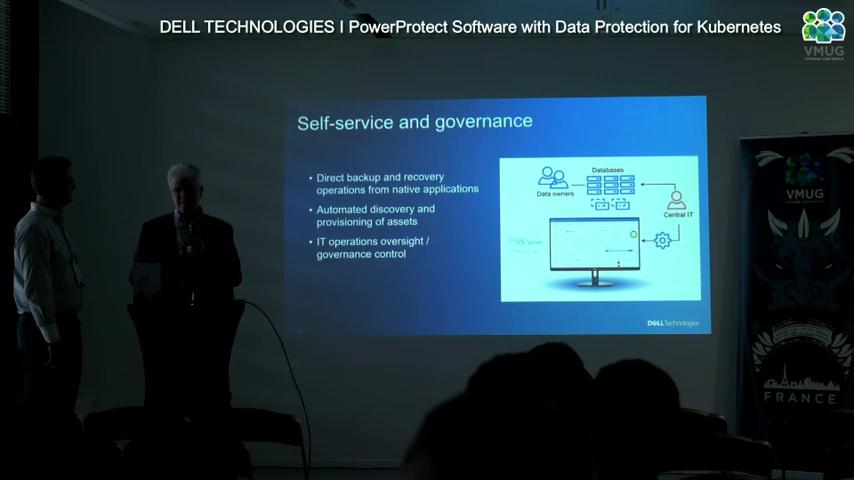 DELL TECHNOLOGIES I PowerProtect Software with Data Protection for Kubernetes
VMUG
Self-service and governance
• Direct backup and recovery
operations from native applications
• Automated discovery and
provisioning of assets
• IT operations oversight /
governance control
Databases
Data owners
Central IT
SQL Server
DELL Technologies
VMUG
FRANCE